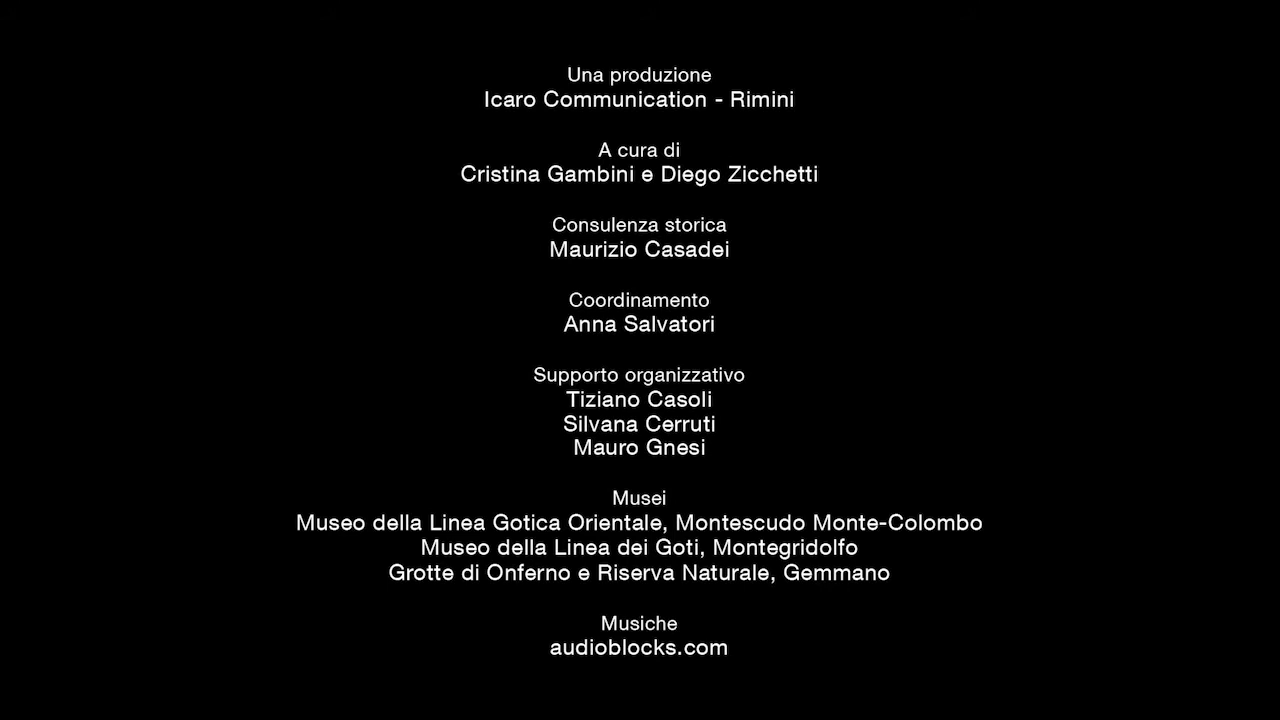 Una produzione
Icaro Communication - Rimini
A cura di
Cristina Gambini e Diego Zicchetti
Consulenza storica
Maurizio Casadei
Coordinamento
Anna Salvatori
Supporto organizzativo
Tiziano Casoli
Silvana Cerruti
Mauro Gnesi
Musei
Museo della Linea Gotica Orientale, Montescudo Monte-Colombo
Museo della Linea dei Goti, Montegridolfo
Grotte di Onferno e Riserva Naturale, Gemmano
Musiche
audioblocks.com